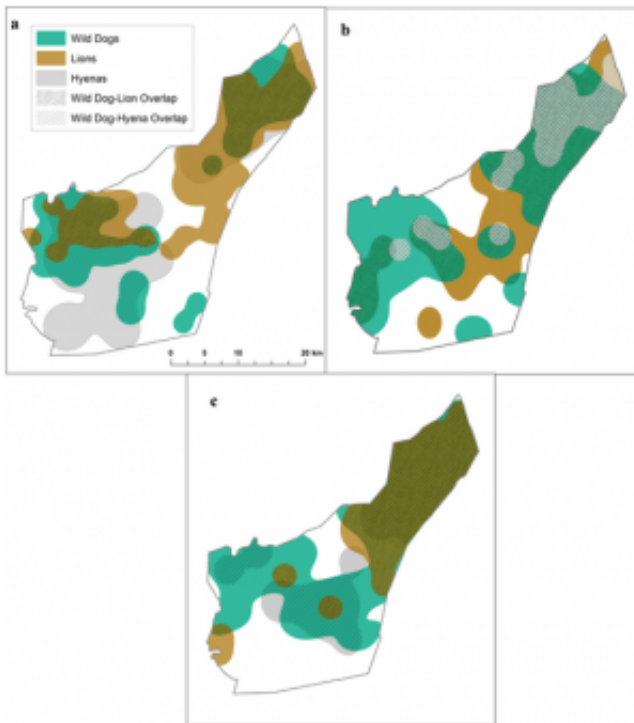 a
Wild Dogs
Lions
Hyenas
Wild Dog-Lion Overlap
Wild Dog-Hyena Overlap
0 5 10 20 km
b
c